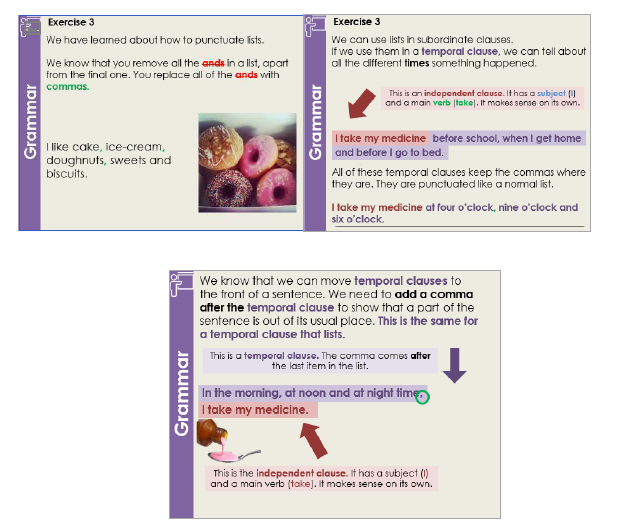 Exercise 3
We have learned about how to punctuate lists.
We know that you remove all the ands in a list, apart
from the final one. You replace all of the ands with
commas.
I like cake, ice-cream,
doughnuts, sweets and
biscuits.
Grammar
Exercise 3
We can use lists in subordinate clauses.
If we use them in a temporal clause, we can tell about
all the different times something happened.
This is an independent clause. It has a subject (I)
and a main verb (take). It makes sense on its own.
I take my medicine before school, when I get home
and before I go to bed.
All of these temporal clauses keep the commas where
they are. They are punctuated like a normal list.
I take my medicine at four o'clock, nine o'clock and
six o'clock.
Grammar
We know that we can move temporal clauses to
the front of a sentence. We need to add a comma
after the temporal clause to show that a part of the
sentence is out of its usual place. This is the same for
a temporal clause that lists.
This is a temporal clause. The comma comes after
the last item in the list.
In the morning, at noon and at night time,
I take my medicine.
This is the independent clause. It has a subject (I)
and a main verb (take). It makes sense on its own.
Grammar